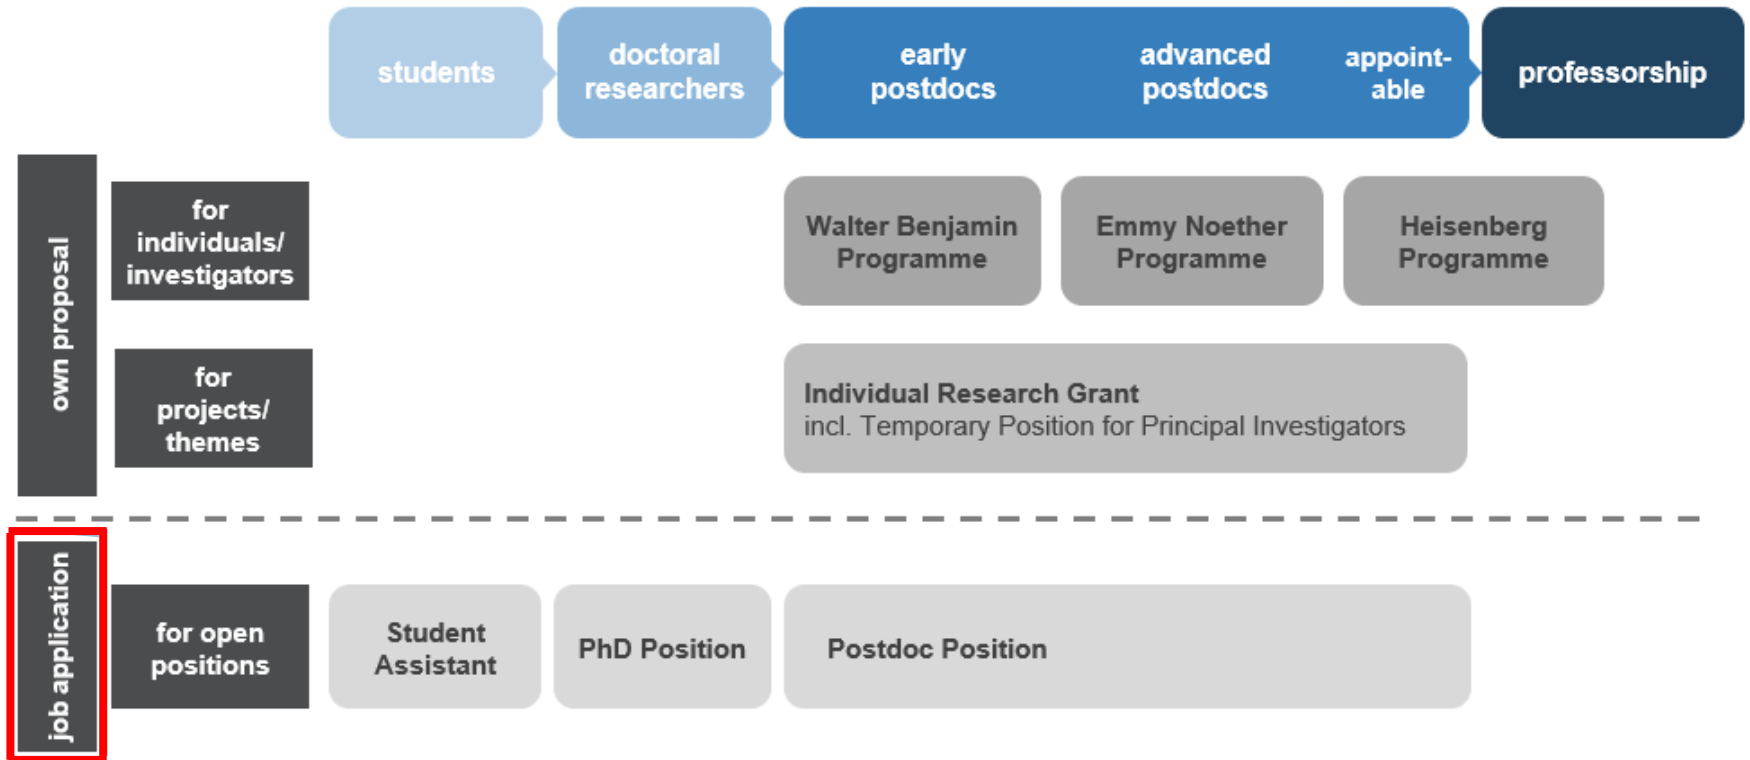 students
doctoral
researchers
early
postdocs
advanced
postdocs
appoint-
able
professorship
own proposal
for
individuals/
investigators
Walter Benjamin
Programme
Emmy Noether
Programme
Heisenberg
Programme
for
projects/
themes
Individual Research Grant
incl. Temporary Position for Principal Investigators
job application
for open
positions
Student
Assistant
PhD Position
Postdoc Position